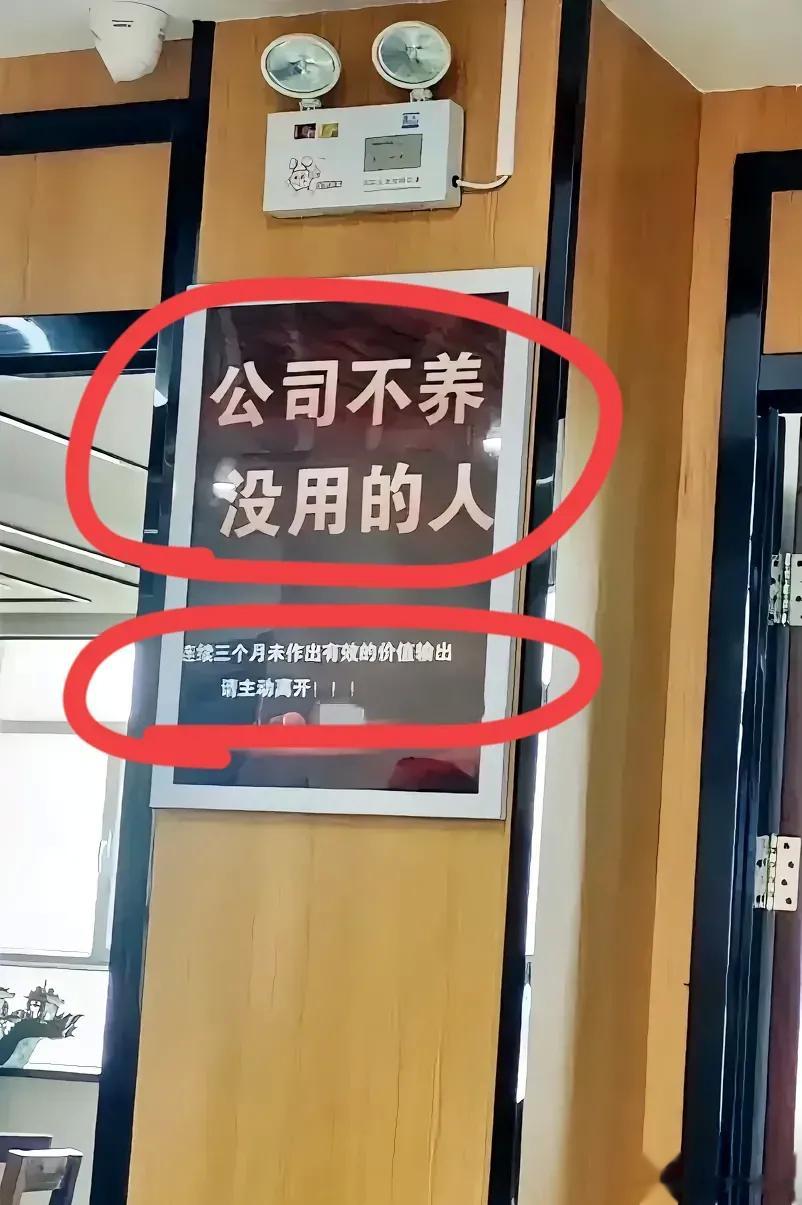 公司不养
没用的人
连续三个月未作出有效的价值输出
请主动离开！！！